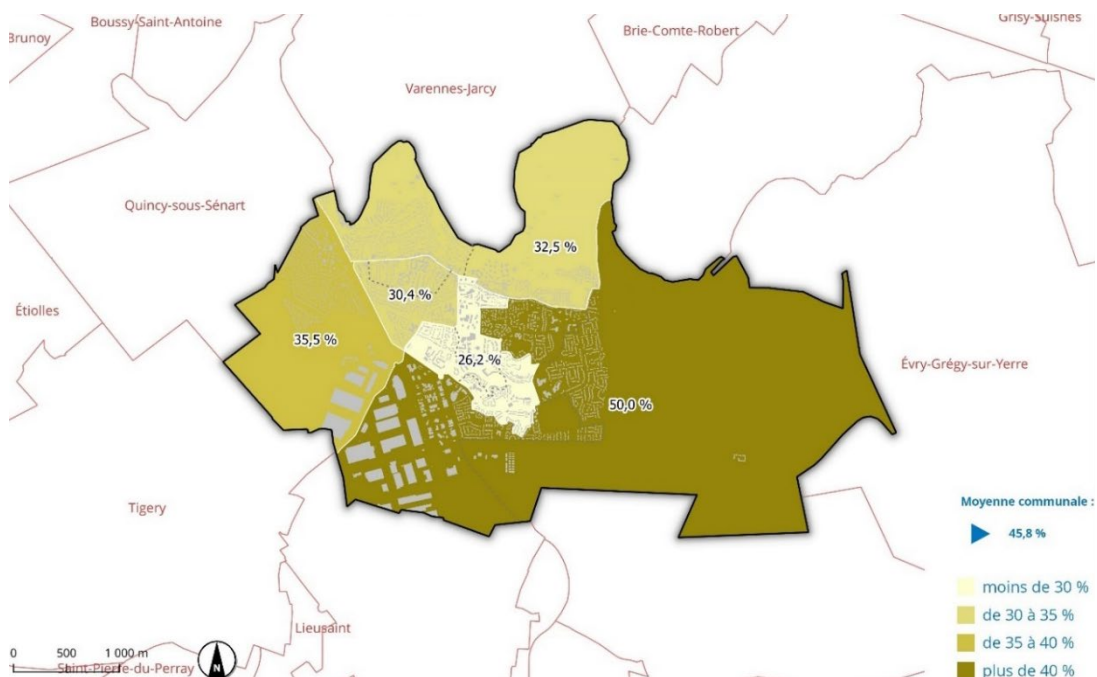 Grisy-Suisnes
Boussy-Saint-Antoine
Brie-Comte-Robert
Brunoy
Varennes-Jarcy
Quincy-sous-Sénart
32,5 %
30,4 %
Étiolles
35,5 %
26,2 %
Évry-Grégy-sur-Yerre
50,0 %
Moyenne communale :
Tigery
45,8 %
moins de 30 %
de 30 à 35 %
Lieusaint
de 35 à 40 %
0 500 1 000 m
N
Saint-Pierre-du-Perray
plus de 40 %